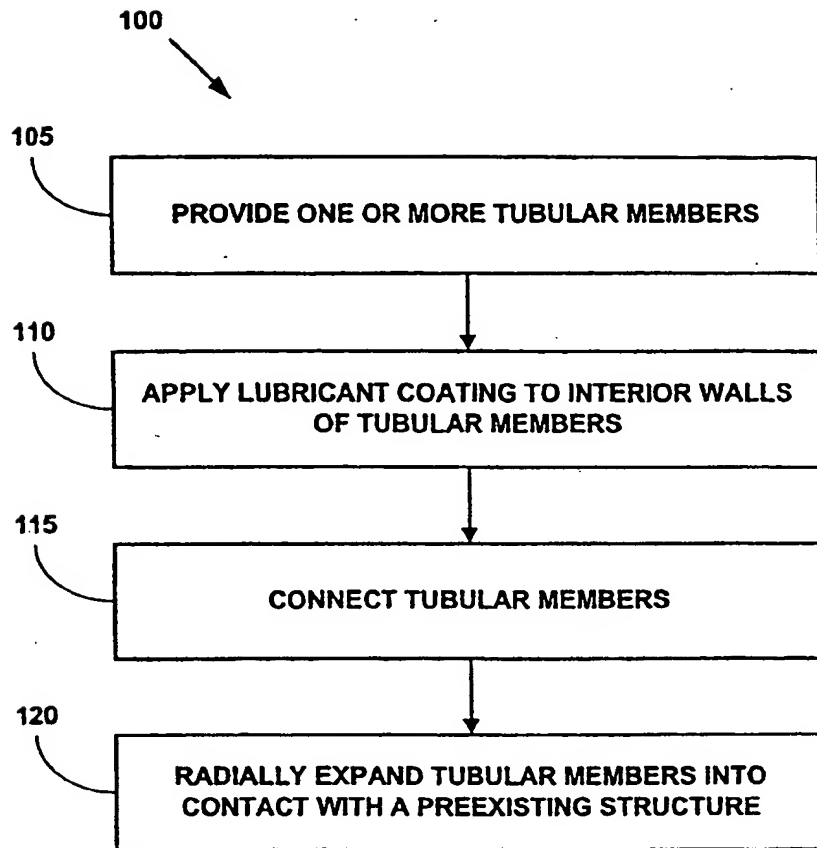 100
105
PROVIDE ONE OR MORE TUBULAR MEMBERS
110
APPLY LUBRICANT COATING TO INTERIOR WALLS
OF TUBULAR MEMBERS
115
CONNECT TUBULAR MEMBERS
120
RADIALLY EXPAND TUBULAR MEMBERS INTO
CONTACT WITH A PREEXISTING STRUCTURE